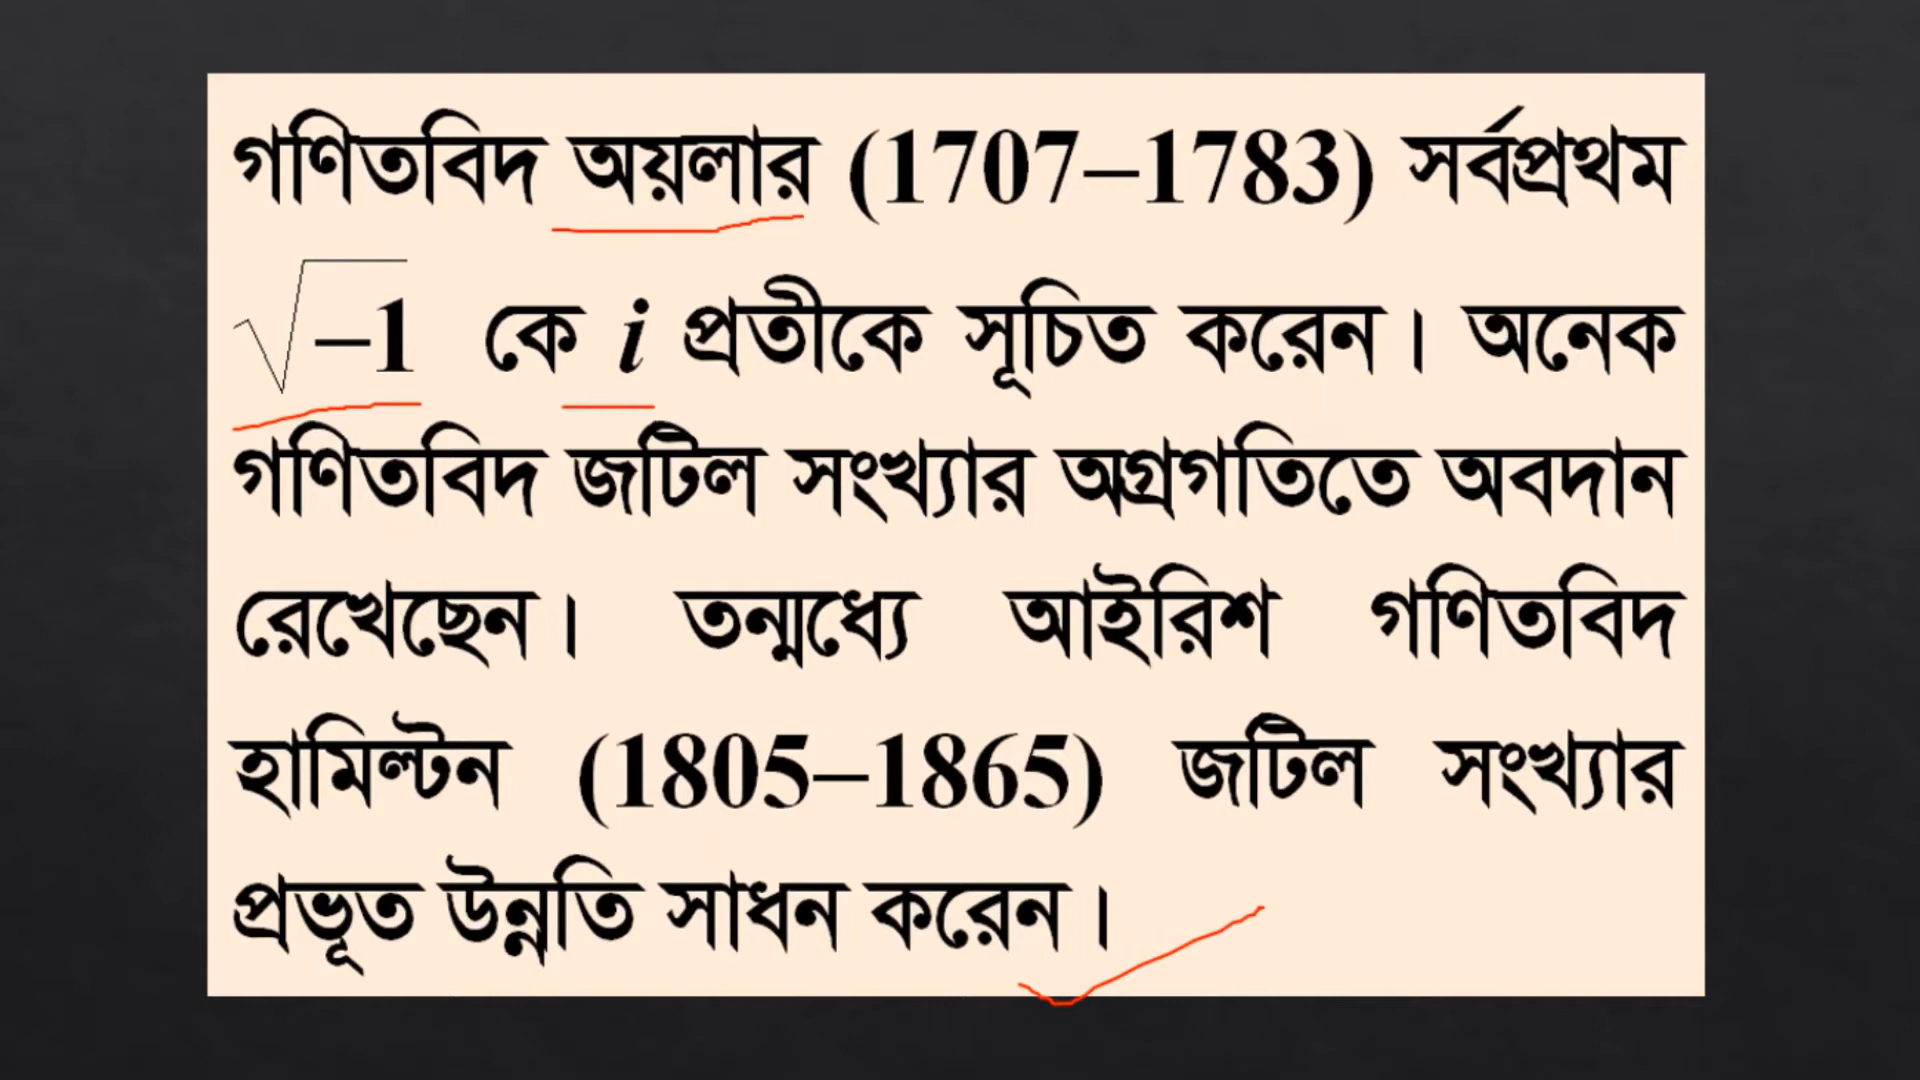 গণিতবিদ অয়লার (1707–1783) সর্বপ্রথম
√–1 কে i প্রতীকে সূচিত করেন। অনেক
গণিতবিদ জটিল সংখ্যার অগ্রগতিতে অবদান
রেখেছেন। তন্মধ্যে আইরিশ গণিতবিদ
হামিল্টন (1805–1865) জটিল সংখ্যার
প্রভূত উন্নতি সাধন করেন।